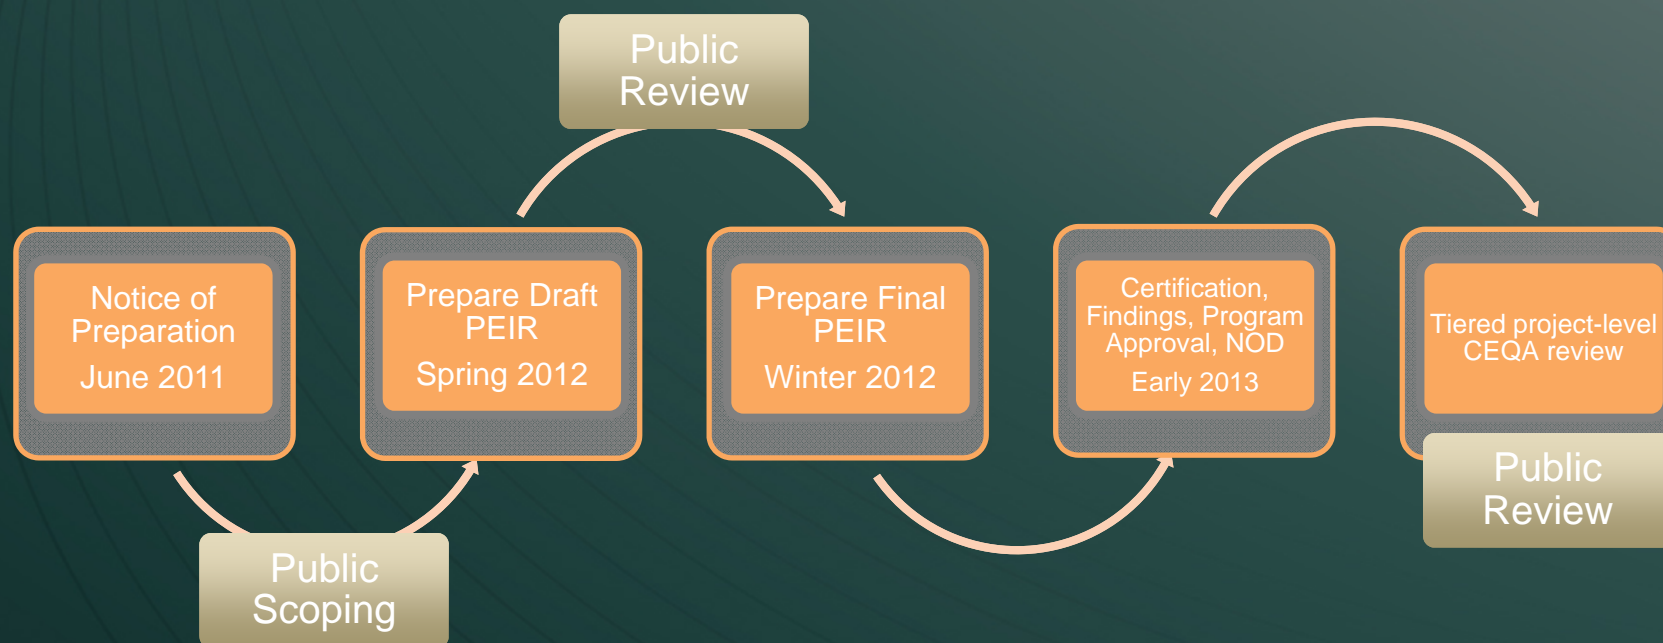 Public
Review
Notice of
Preparation
June 2011
Prepare Draft
PEIR
Spring 2012
Prepare Final
PEIR
Winter 2012
Certification,
Findings, Program
Approval, NOD
Early 2013
Tiered project-level
CEQA review
Public
Review
Public
Scoping